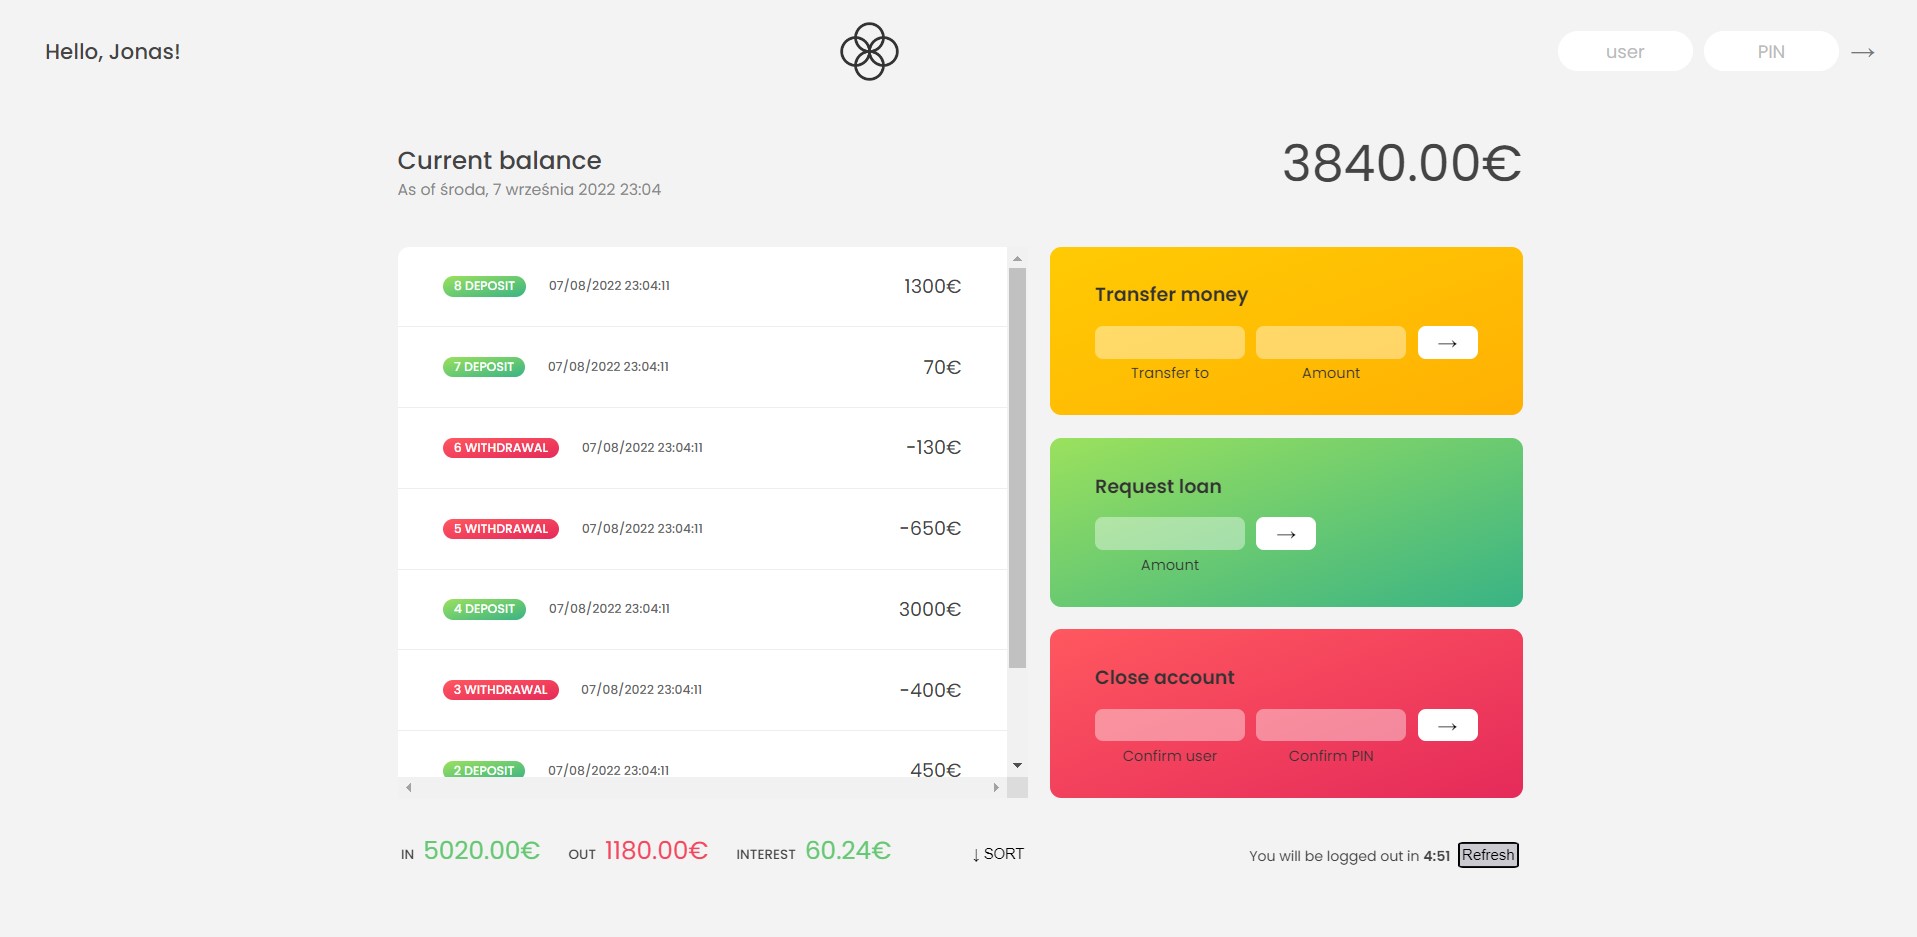 Hello, Jonas!
user
PIN
→
Current balance
As of środa, 7 września 2022 23:04
3840.00€
8 DEPOSIT 07/08/2022 23:04:11 1300€
7 DEPOSIT 07/08/2022 23:04:11 70€
6 WITHDRAWAL 07/08/2022 23:04:11 -130€
5 WITHDRAWAL 07/08/2022 23:04:11 -650€
4 DEPOSIT 07/08/2022 23:04:11 3000€
3 WITHDRAWAL 07/08/2022 23:04:11 -400€
2 DEPOSIT 07/08/2022 23:04:11 450€
Transfer money
→
Transfer to Amount
Request loan
→
Amount
Close account
→
Confirm user Confirm PIN
IN 5020.00€ OUT 1180.00€ INTEREST 60.24€ ↓ SORT
You will be logged out in 4:51 Refresh